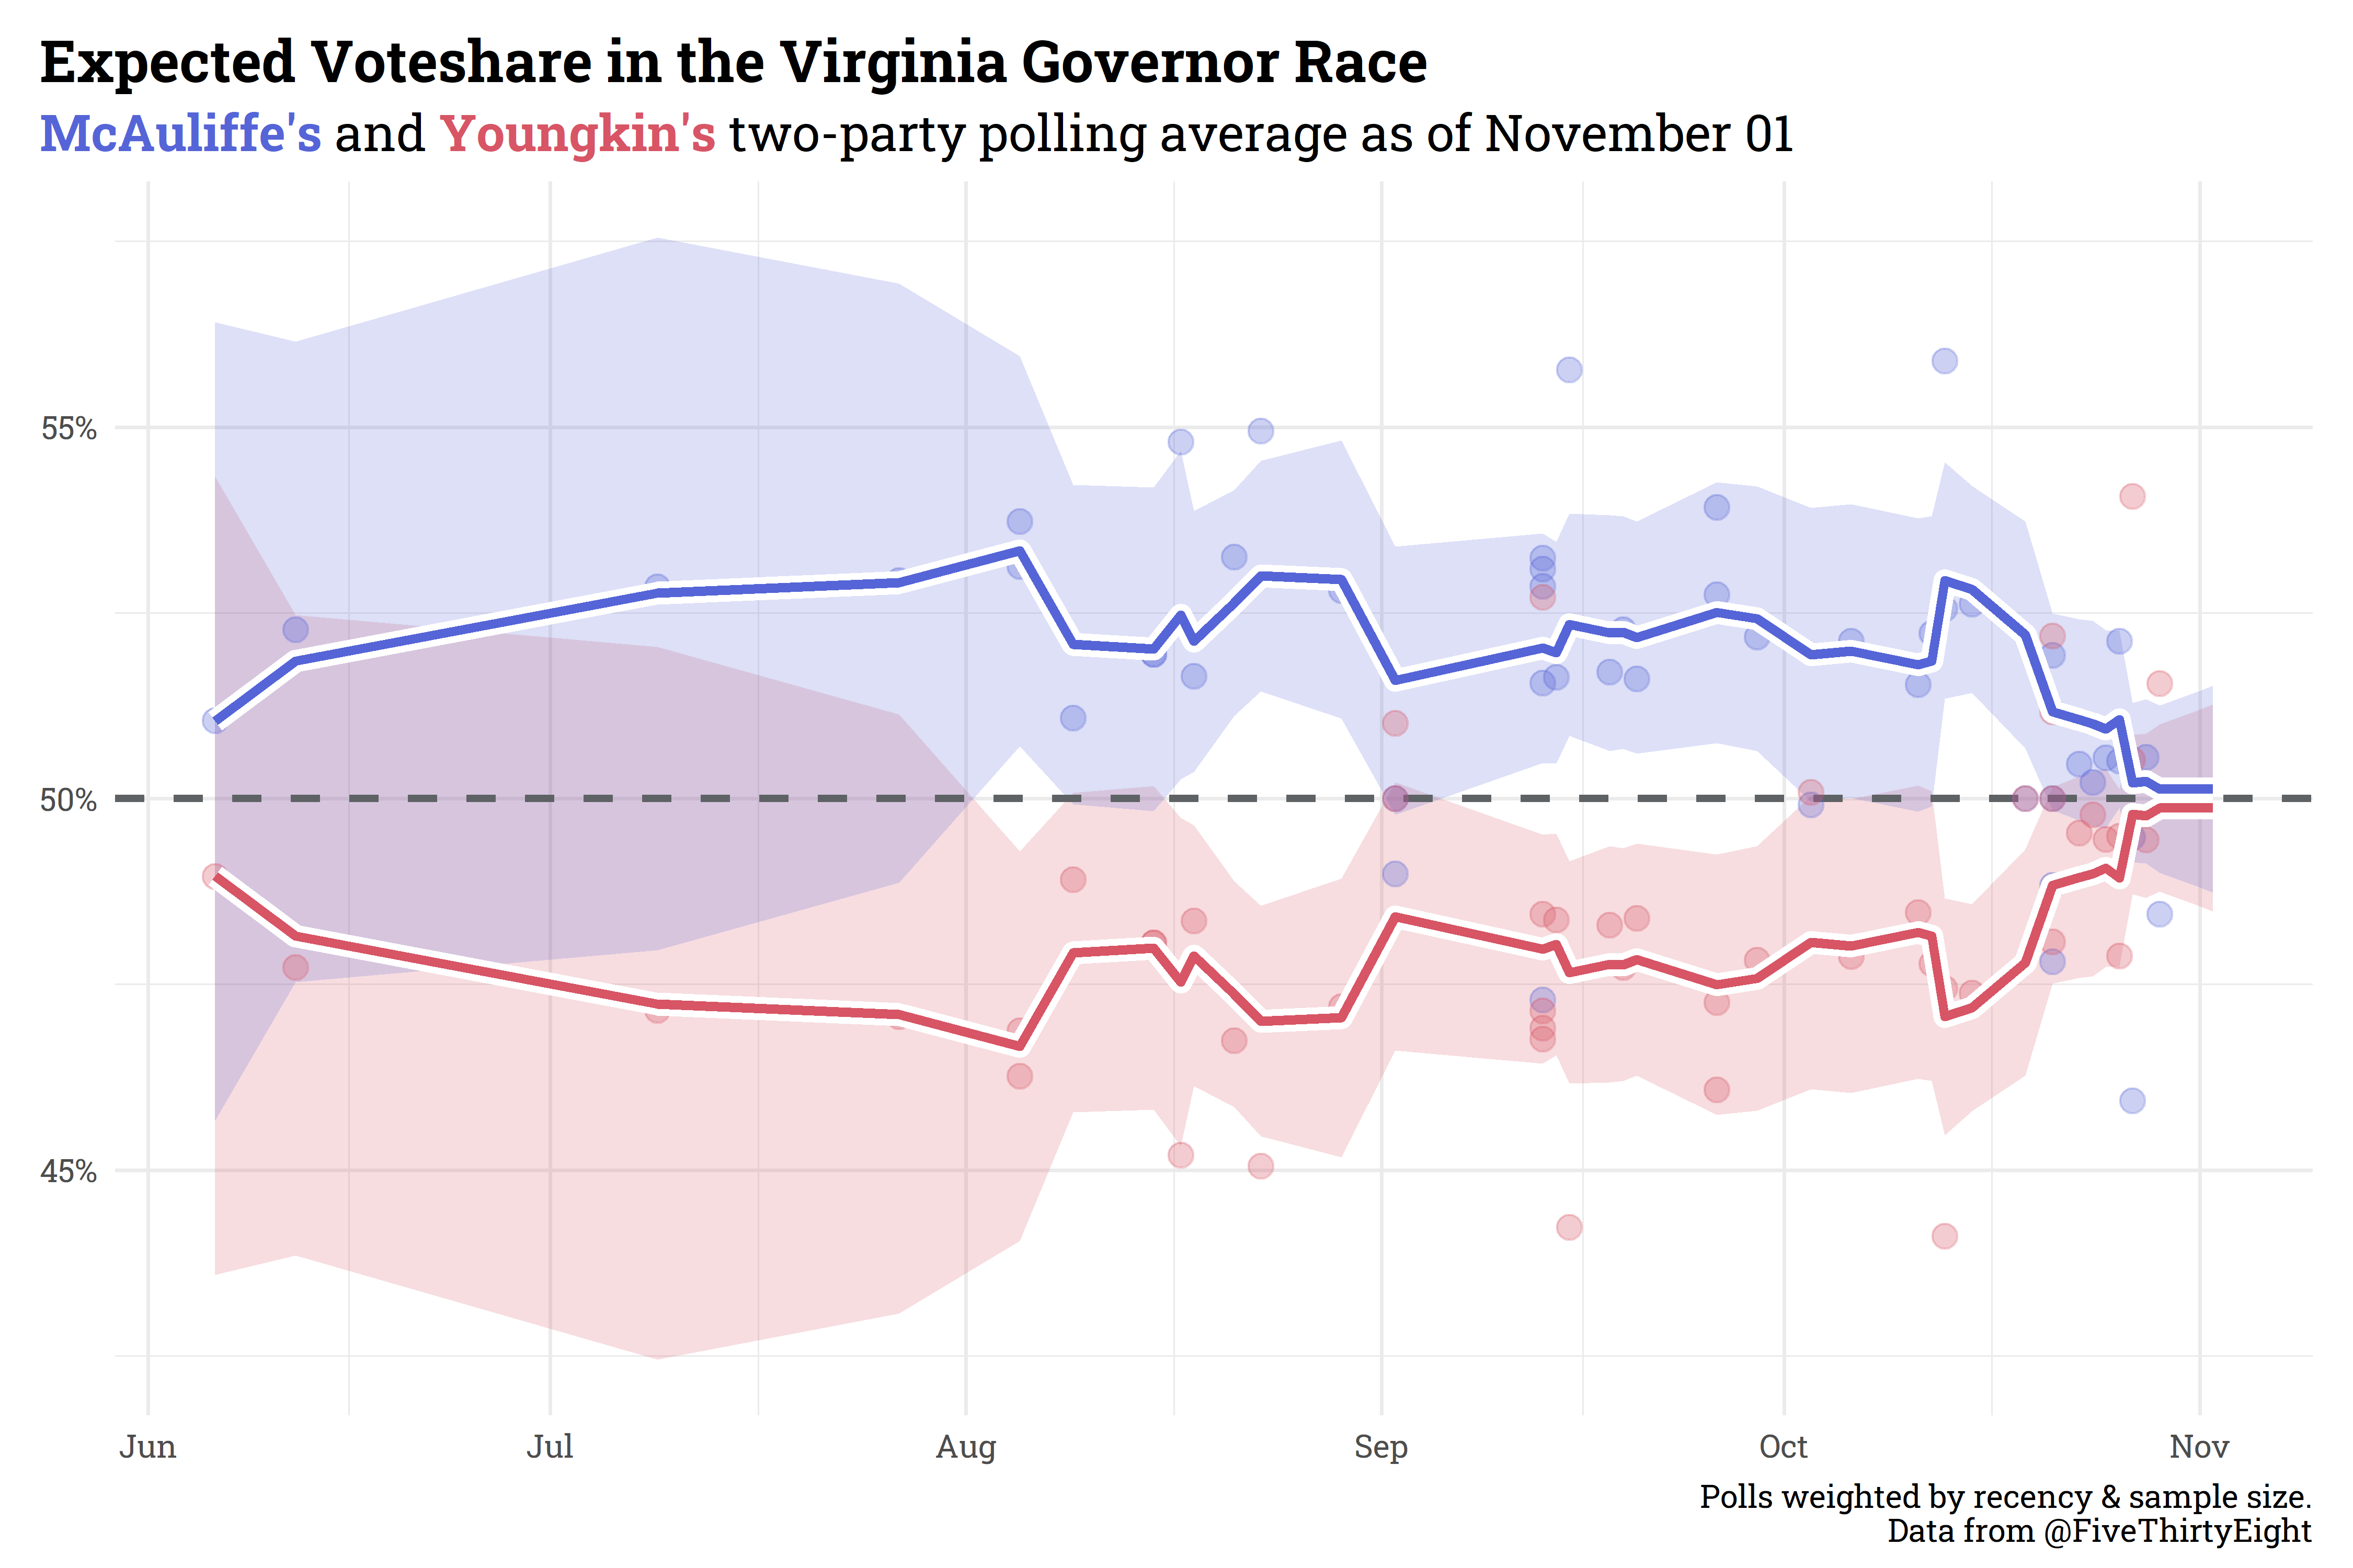 Expected Voteshare in the Virginia Governor Race
McAuliffe's and Youngkin's two-party polling average as of November 01
55%
50%
45%
Jun Jul Aug Sep Oct Nov
Polls weighted by recency & sample size.
Data from @FiveThirtyEight